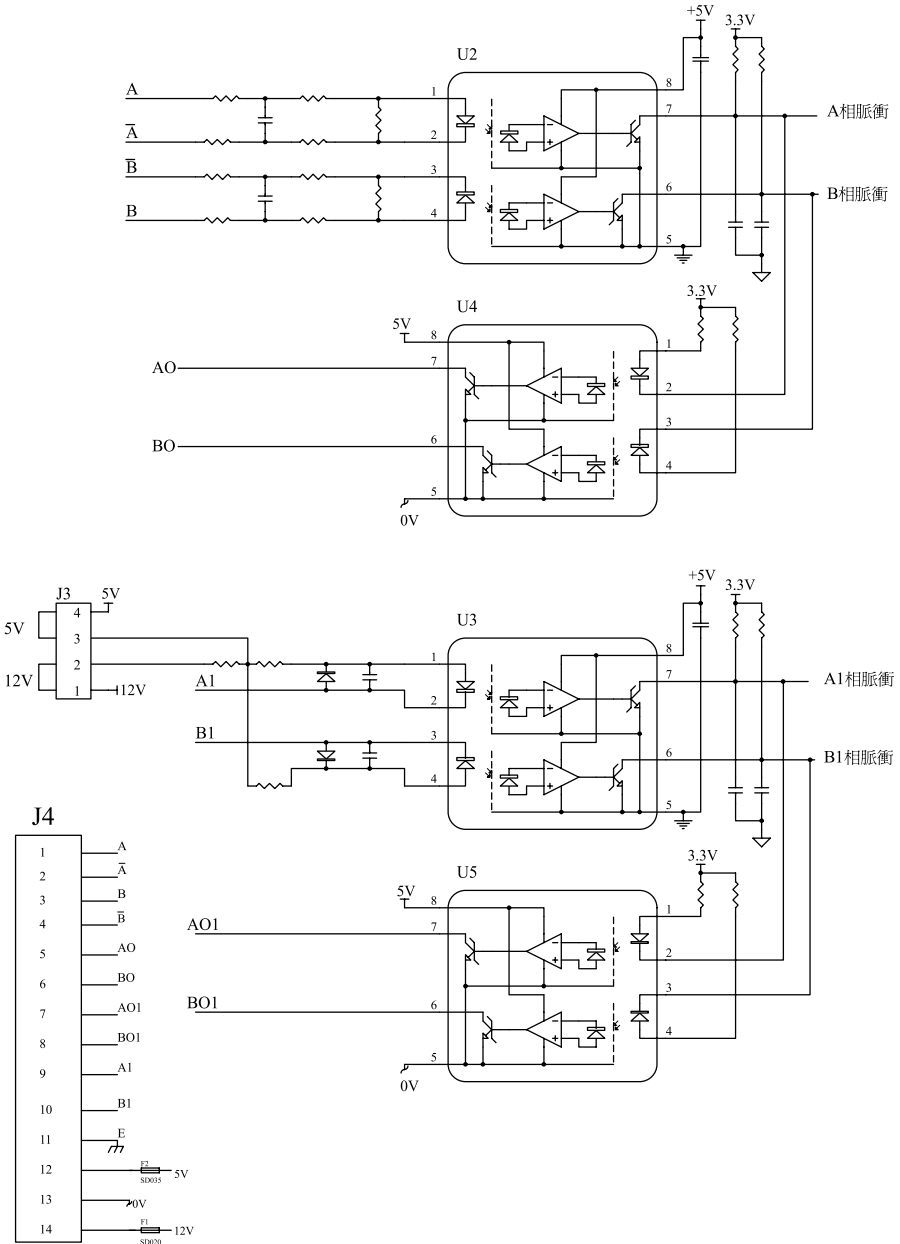 +5V
3.3V
U2
A
1
8
7
A相脈衝
A̅
2
B̅
3
6
B相脈衝
B
4
5
3.3V
U4
5V
8
1
AO
7
2
3
BO
6
4
5
0V
+5V
3.3V
J3
4
5V
5V
3
2
12V
1
12V
U3
1
8
7
A1相脈衝
A1
2
B1
3
6
B1相脈衝
4
5
3.3V
U5
5V
8
1
AO1
7
2
3
BO1
6
4
5
0V
J4
1 A
2 A̅
3 B
4 B̅
5 AO
6 BO
7 AO1
8 BO1
9 A1
10 B1
11 E
12 F2 SD035 5V
13 0V
14 F1 SD020 12V